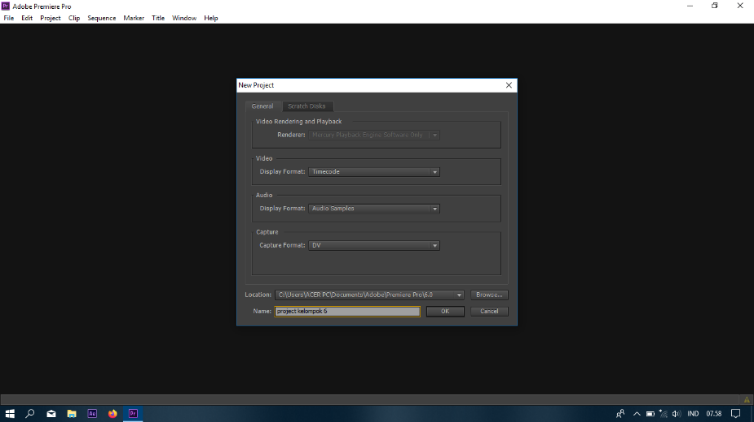 Adobe Premiere Pro
File Edit Project Clip Sequence Marker Title Window Help
New Project
General Scratch Disks
Video Rendering and Playback
Renderer: Mercury Playback Engine Software Only
Video
Display Format: Timecode
Audio
Display Format: Audio Samples
Capture
Capture Format: DV
Location: C:\Users\ACER PC\Documents\Adobe\Premiere Pro\6.0 Browse...
Name: project kelompok 6 OK Cancel
IND 07.58